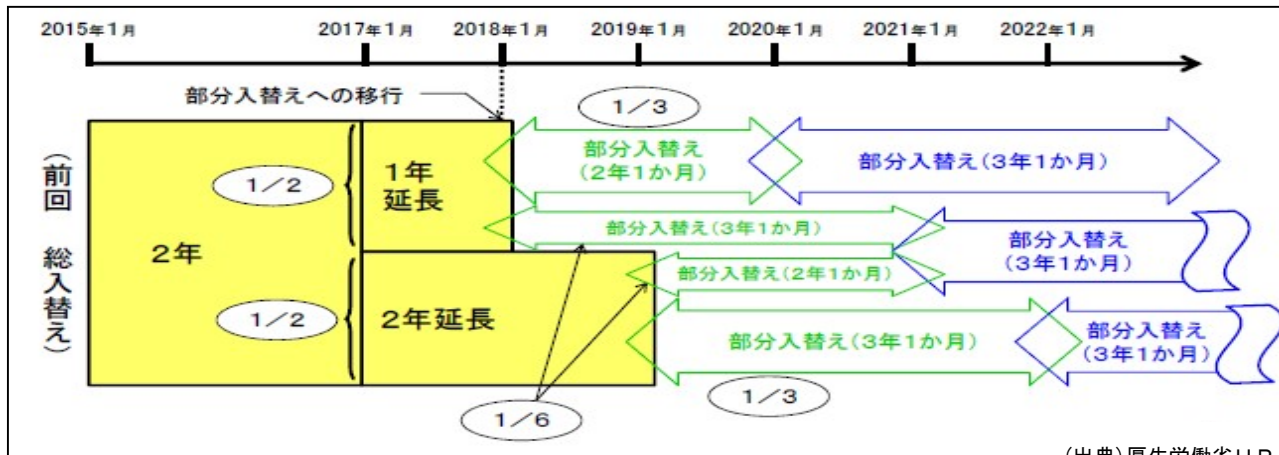 2015年1月
2017年1月
2018年1月
2019年1月
2020年1月
2021年1月
2022年1月
部分入替えへの移行
1/3
(前回 総入替え)
2年
1/2
1/2
1年
延長
2年延長
部分入替え
(2年1か月)
部分入替え(3年1か月)
部分入替え(3年1か月)
部分入替え
(3年1か月)
部分入替え(2年1か月)
部分入替え(3年1か月)
部分入替え
(3年1か月)
1/6
1/3
(出典)厚生労働省HP